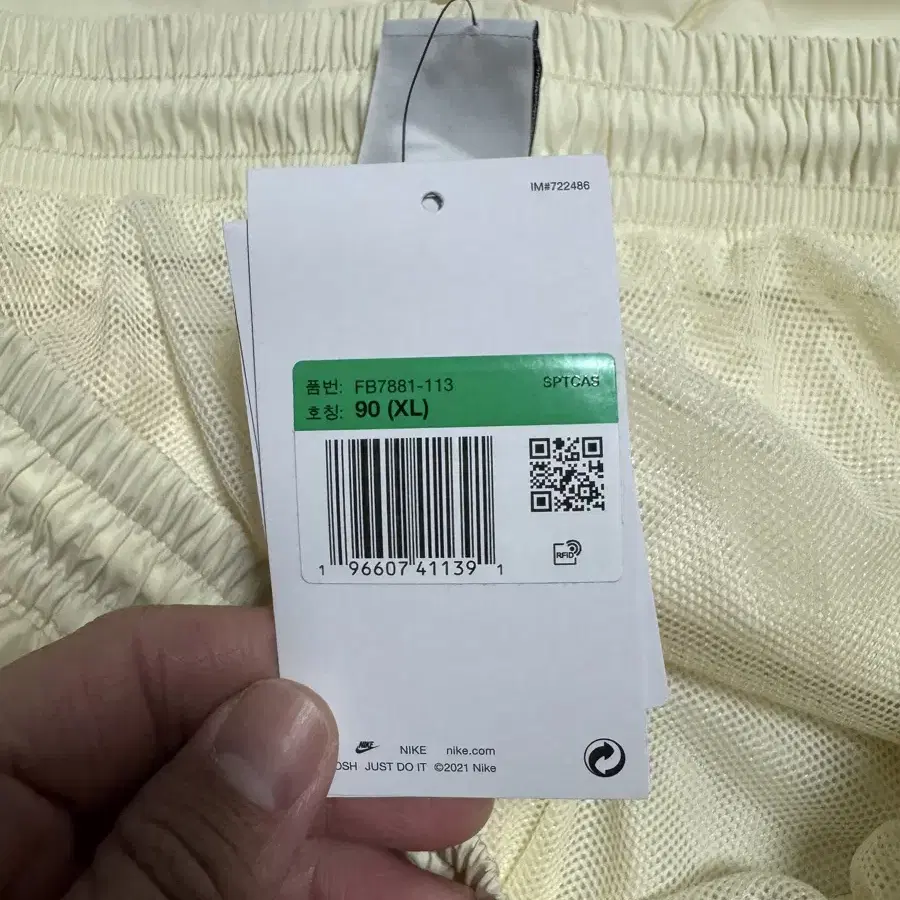 IM#722486
품번: FB7881-113 SPTCAS
호칭: 90 (XL)
1 96607 41139 1
RFID
NIKE NIKE nike.com
OSH JUST DO IT ©2021 Nike